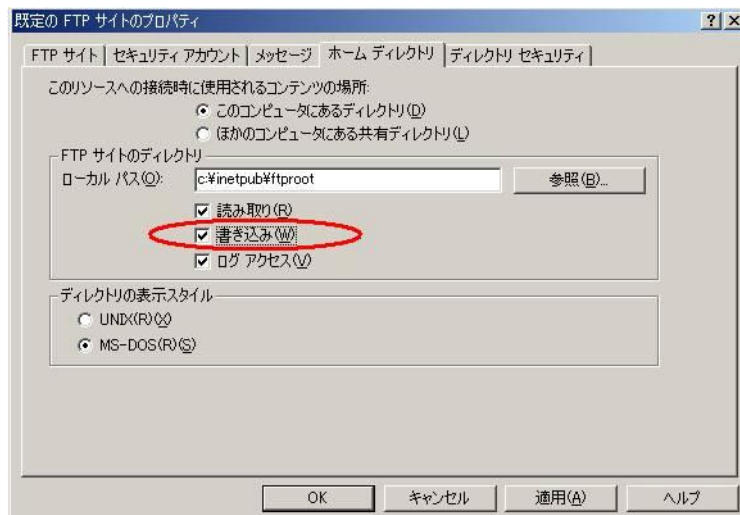 既定の FTP サイトのプロパティ
FTP サイト セキュリティ アカウント メッセージ ホーム ディレクトリ ディレクトリ セキュリティ
このリソースへの接続時に使用されるコンテンツの場所:
このコンピュータにあるディレクトリ(D)
ほかのコンピュータにある共有ディレクトリ(L)
FTP サイトのディレクトリ
ローカル パス(O): c:¥inetpub¥ftproot 参照(B)...
読み取り(R)
書き込み(W)
ログ アクセス(V)
ディレクトリの表示スタイル
UNIX(R)(X)
MS-DOS(R)(S)
OK キャンセル 適用(A) ヘルプ